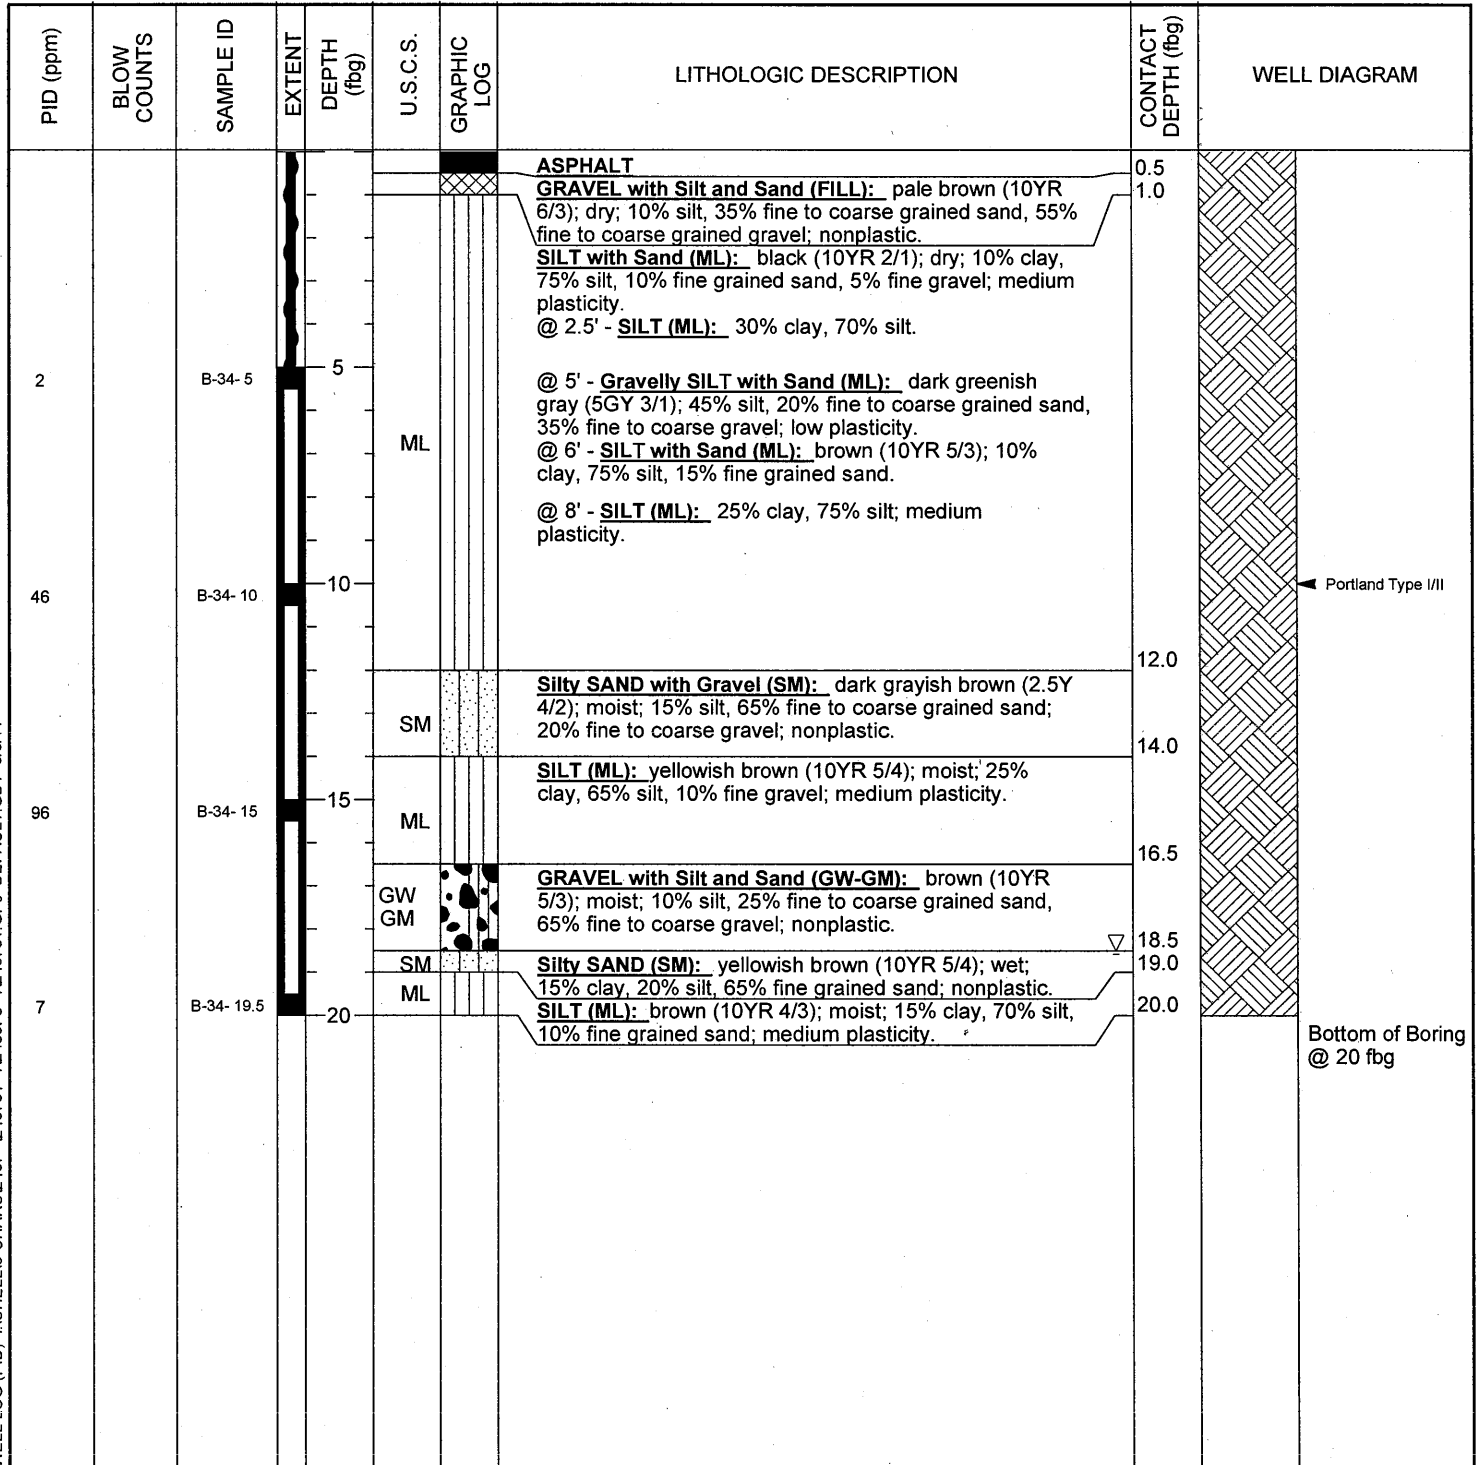 PID (ppm)
BLOW
COUNTS
SAMPLE ID
EXTENT
DEPTH
(fbg)
U.S.C.S.
GRAPHIC
LOG
LITHOLOGIC DESCRIPTION
CONTACT
DEPTH (fbg)
WELL DIAGRAM
ASPHALT
0.5
GRAVEL with Silt and Sand (FILL): pale brown (10YR
1.0
6/3); dry; 10% silt, 35% fine to coarse grained sand, 55%
fine to coarse grained gravel; nonplastic.
SILT with Sand (ML): black (10YR 2/1); dry; 10% clay,
75% silt, 10% fine grained sand, 5% fine gravel; medium
plasticity.
@ 2.5' - SILT (ML): 30% clay, 70% silt.
5
2
B-34- 5
@ 5' - Gravelly SILT with Sand (ML): dark greenish
gray (5GY 3/1); 45% silt, 20% fine to coarse grained sand,
35% fine to coarse gravel; low plasticity.
ML
@ 6' - SILT with Sand (ML): brown (10YR 5/3); 10%
clay, 75% silt, 15% fine grained sand.
@ 8' - SILT (ML): 25% clay, 75% silt; medium
plasticity.
10
46
B-34- 10
Portland Type I/II
12.0
Silty SAND with Gravel (SM): dark grayish brown (2.5Y
4/2); moist; 15% silt, 65% fine to coarse grained sand;
SM
20% fine to coarse gravel; nonplastic.
14.0
SILT (ML): yellowish brown (10YR 5/4); moist; 25%
clay, 65% silt, 10% fine gravel; medium plasticity.
15
96
B-34- 15
ML
16.5
GRAVEL with Silt and Sand (GW-GM): brown (10YR
GW
GM
5/3); moist; 10% silt, 25% fine to coarse grained sand,
65% fine to coarse gravel; nonplastic.
18.5
SM
Silty SAND (SM): yellowish brown (10YR 5/4); wet;
19.0
15% clay, 20% silt, 65% fine grained sand; nonplastic.
ML
7
B-34- 19.5
SILT (ML): brown (10YR 4/3); moist; 15% clay, 70% silt,
20.0
20
10% fine grained sand; medium plasticity.
Bottom of Boring
@ 20 fbg